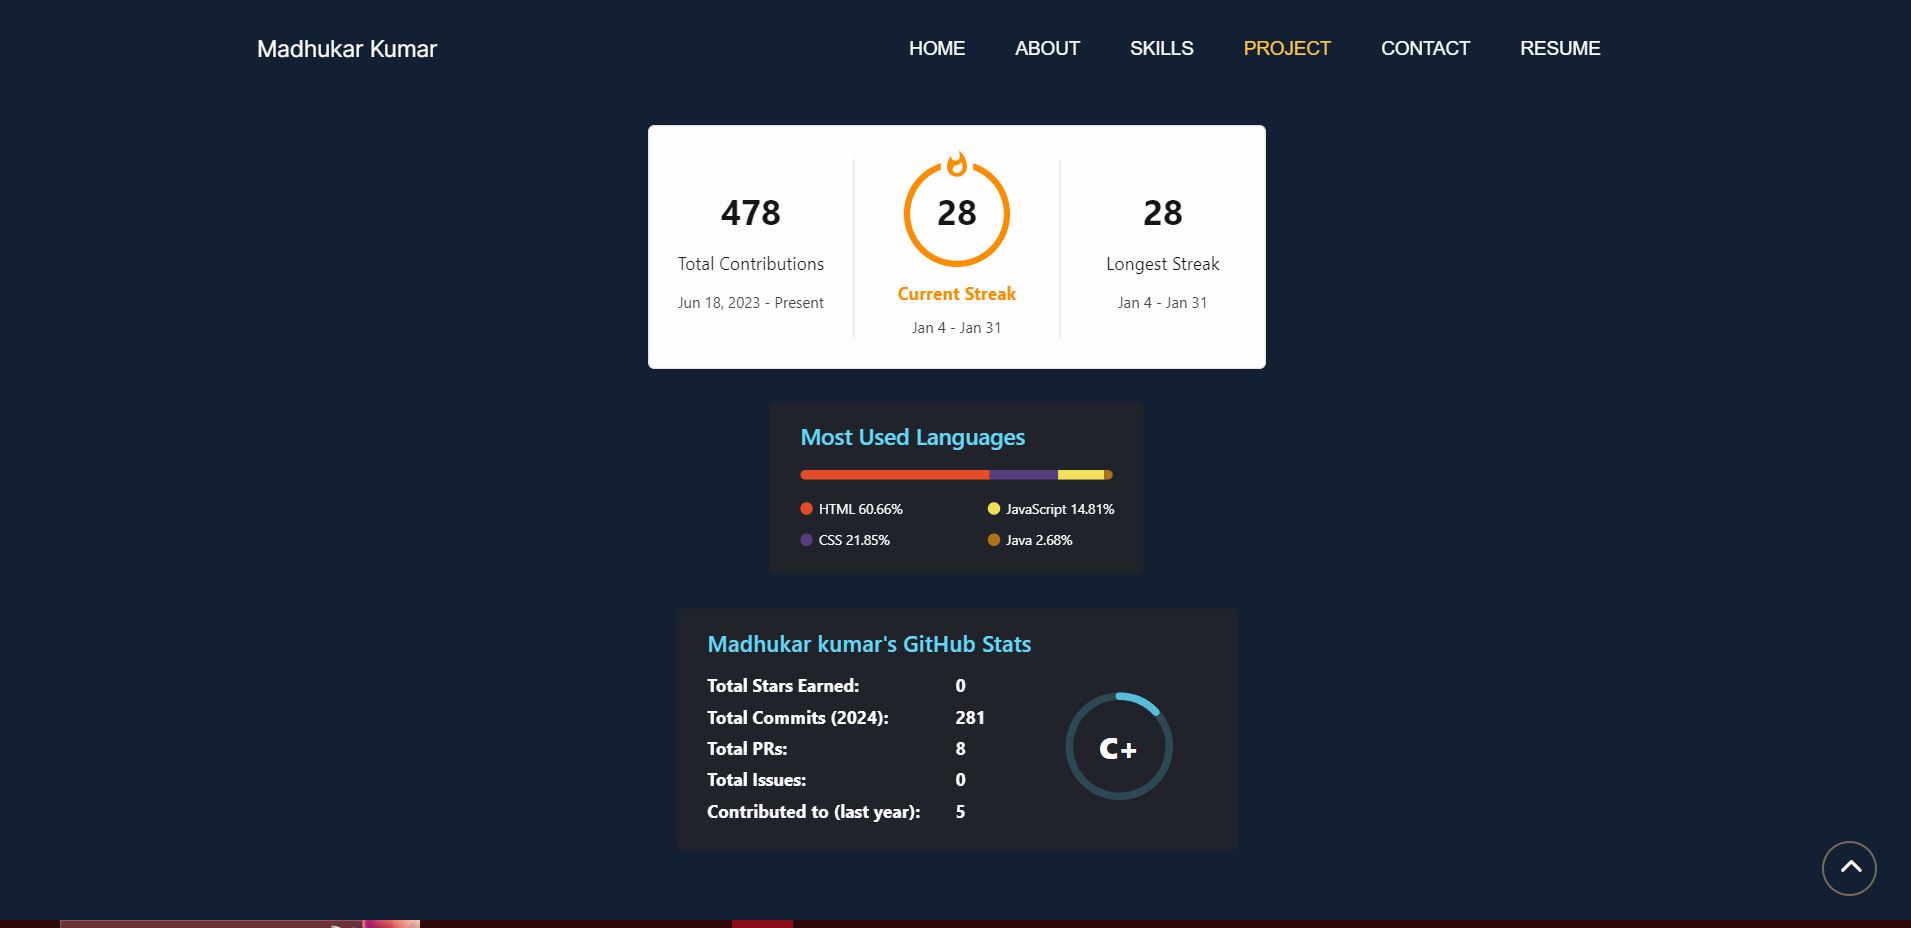 Madhukar Kumar
HOME ABOUT SKILLS PROJECT CONTACT RESUME
478
Total Contributions
Jun 18, 2023 - Present
28
Current Streak
Jan 4 - Jan 31
28
Longest Streak
Jan 4 - Jan 31
Most Used Languages
HTML 60.66%
JavaScript 14.81%
CSS 21.85%
Java 2.68%
Madhukar kumar's GitHub Stats
Total Stars Earned: 0
Total Commits (2024): 281
Total PRs: 8
Total Issues: 0
Contributed to (last year): 5
C+